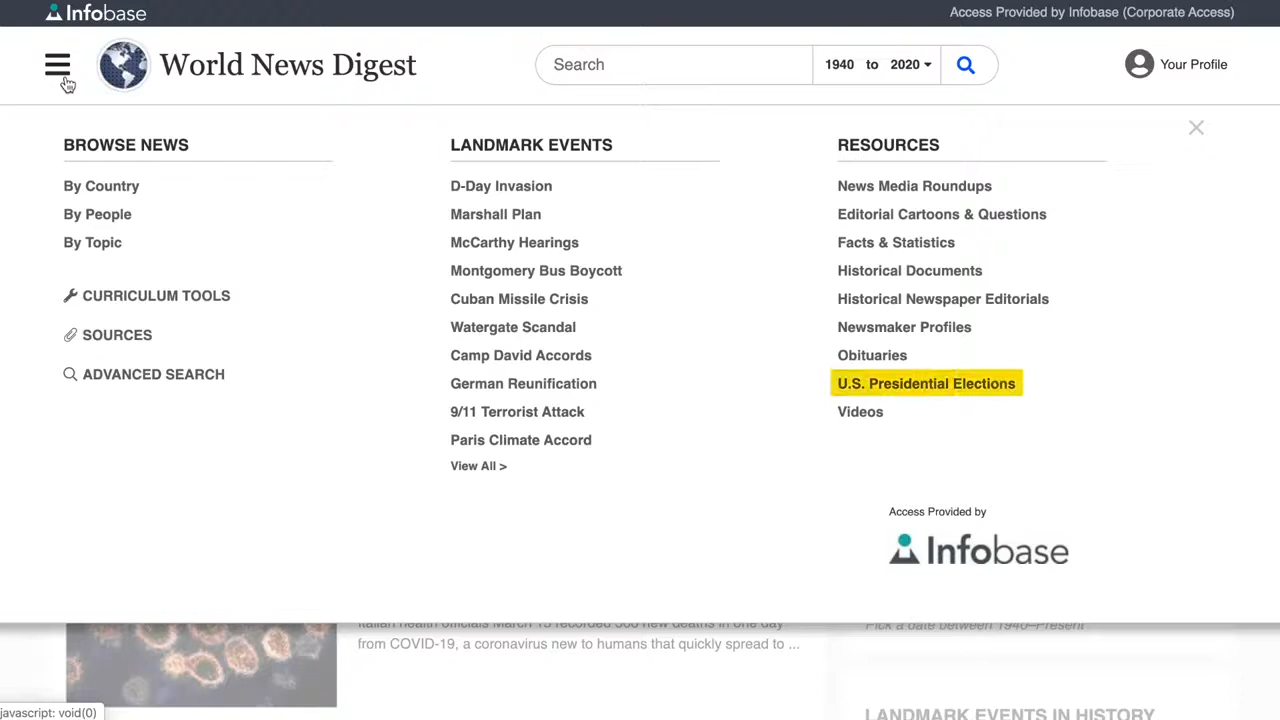 Infobase
Access Provided by Infobase (Corporate Access)
World News Digest
Search
1940 to 2020
Your Profile
BROWSE NEWS
By Country
By People
By Topic
CURRICULUM TOOLS
SOURCES
ADVANCED SEARCH
LANDMARK EVENTS
D-Day Invasion
Marshall Plan
McCarthy Hearings
Montgomery Bus Boycott
Cuban Missile Crisis
Watergate Scandal
Camp David Accords
German Reunification
9/11 Terrorist Attack
Paris Climate Accord
View All >
RESOURCES
News Media Roundups
Editorial Cartoons & Questions
Facts & Statistics
Historical Documents
Historical Newspaper Editorials
Newsmaker Profiles
Obituaries
U.S. Presidential Elections
Videos
Access Provided by
Infobase
Italian health officials March 15 recorded 368 new deaths in one day
from COVID-19, a coronavirus new to humans that quickly spread to ...
Pick a date between 1940–Present
LANDMARK EVENTS IN HISTORY
javascript: void(0)